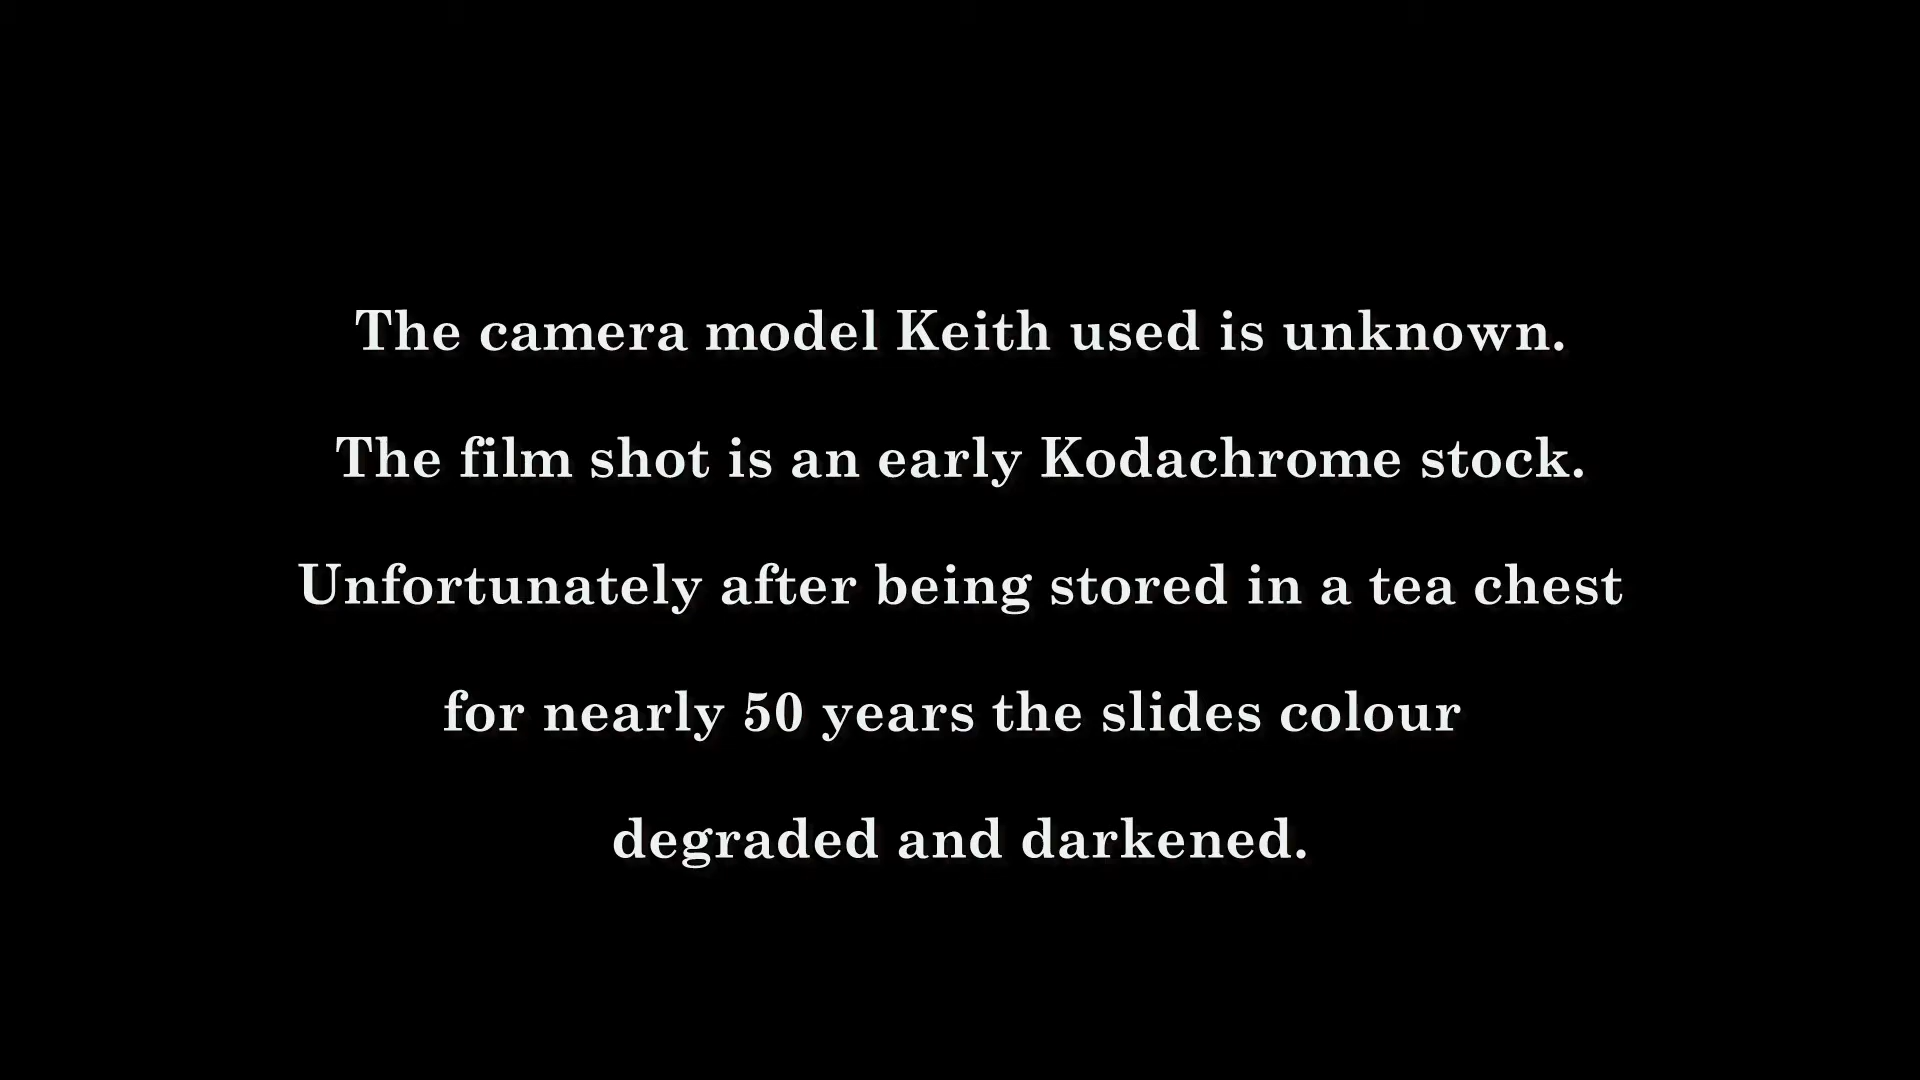 The camera model Keith used is unknown.
The film shot is an early Kodachrome stock.
Unfortunately after being stored in a tea chest
for nearly 50 years the slides colour
degraded and darkened.